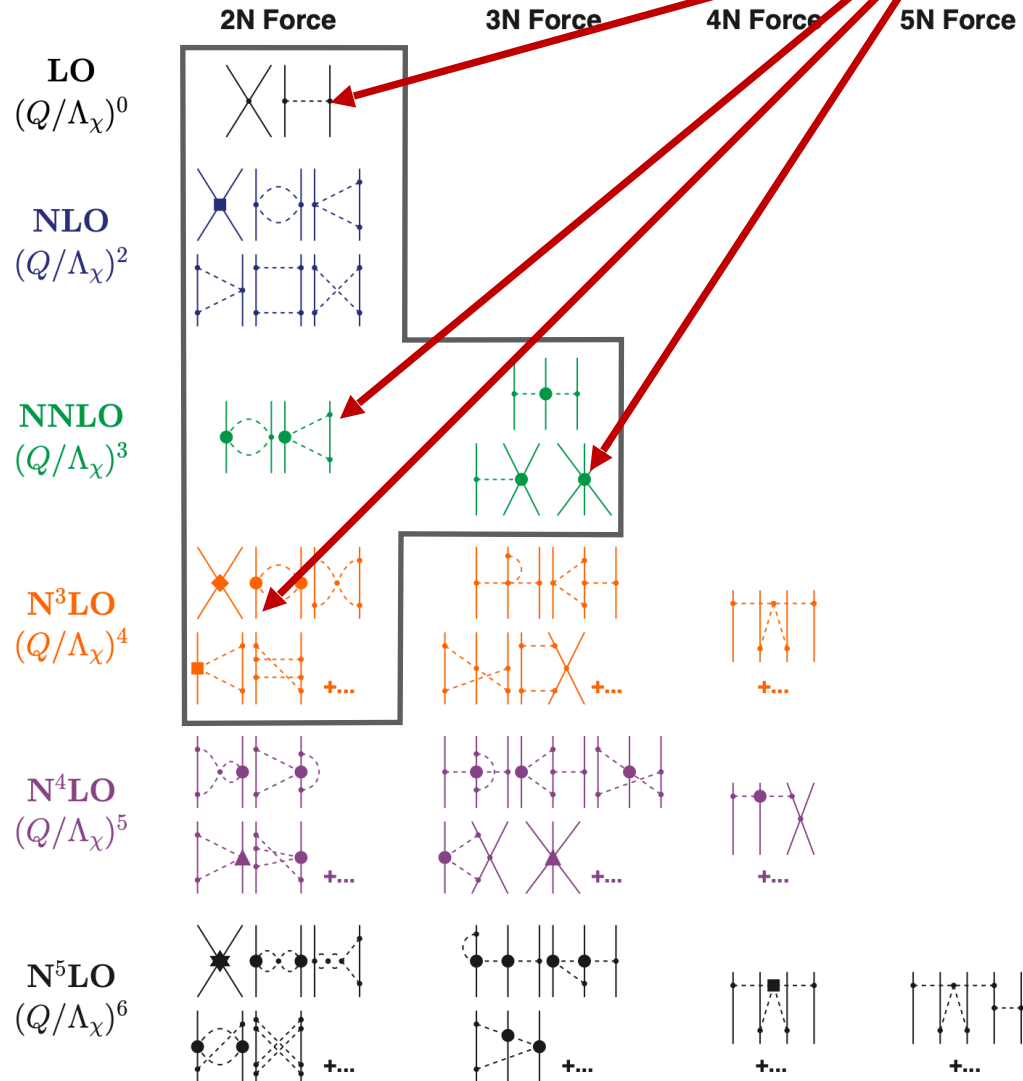 2N Force 3N Force 4N Force 5N Force
LO
(Q/Λχ)⁰
NLO
(Q/Λχ)²
NNLO
(Q/Λχ)³
N³LO
(Q/Λχ)⁴
+... +... +...
N⁴LO
(Q/Λχ)⁵
+... +... +...
N⁵LO
(Q/Λχ)⁶
+... +... +... +...